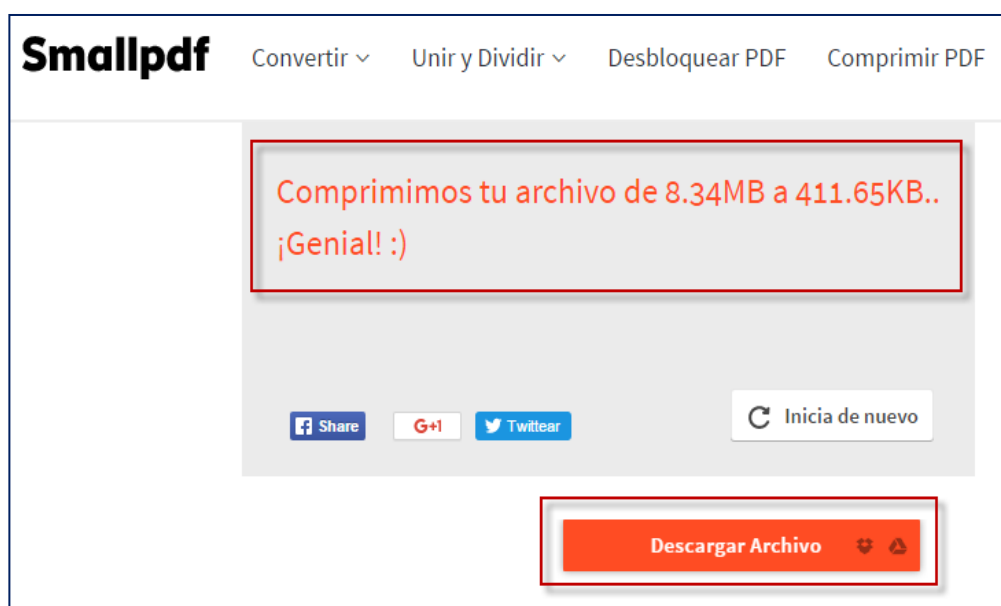 Smallpdf Convertir Unir y Dividir Desbloquear PDF Comprimir PDF
Comprimimos tu archivo de 8.34MB a 411.65KB..
¡Genial! :)
Share G+1 Twittear Inicia de nuevo
Descargar Archivo